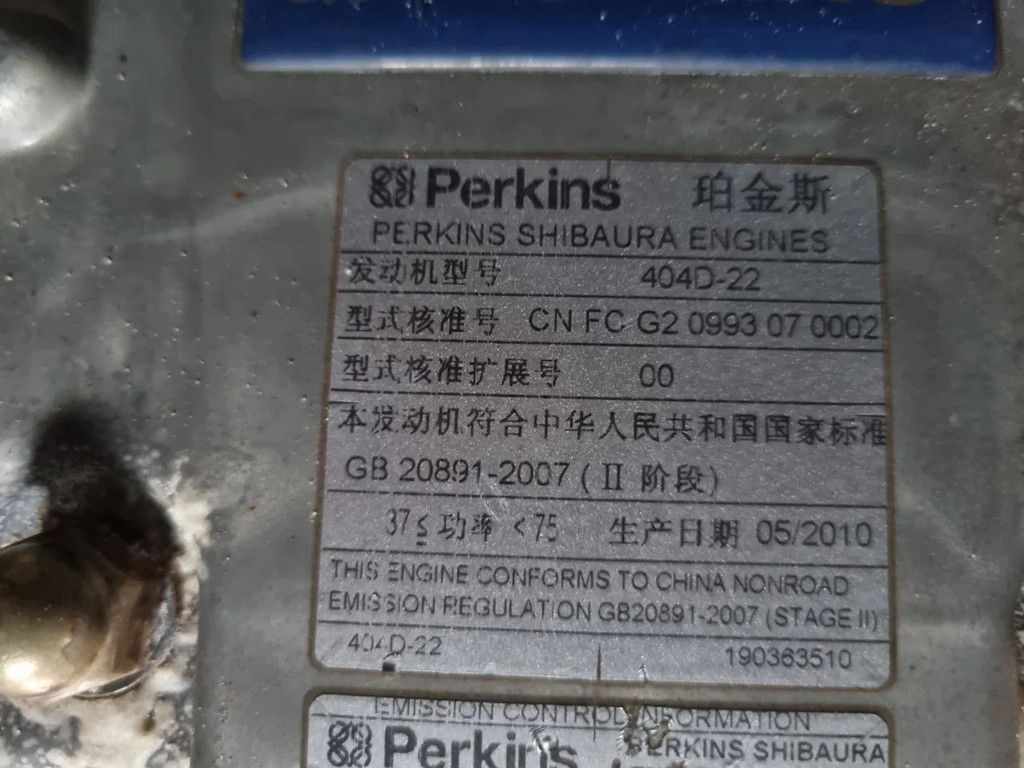 Perkins 珀金斯
PERKINS SHIBAURA ENGINES
发动机型号 404D-22
型式核准号 CN FC G2 0993 07 0002
型式核准扩展号 00
本发动机符合中华人民共和国国家标准
GB 20891-2007 (II 阶段)
37≤功率<75 生产日期 05/2010
THIS ENGINE CONFORMS TO CHINA NONROAD
EMISSION REGULATION GB20891-2007 (STAGE II)
404D-22 190363510
EMISSION CONTROL INFORMATION
Perkins PERKINS SHIBAURA